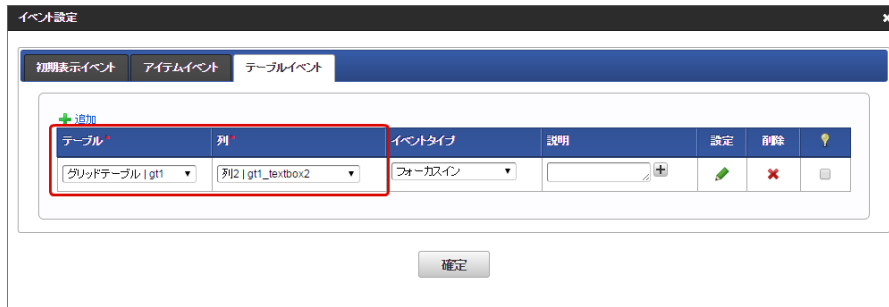 イベント設定
初期表示イベント アイテムイベント テーブルイベント
追加
テーブル* 列* イベントタイプ 説明 設定 削除
グリッドテーブル | gt1 列2 | gt1_textbox2 フォーカスイン
確定